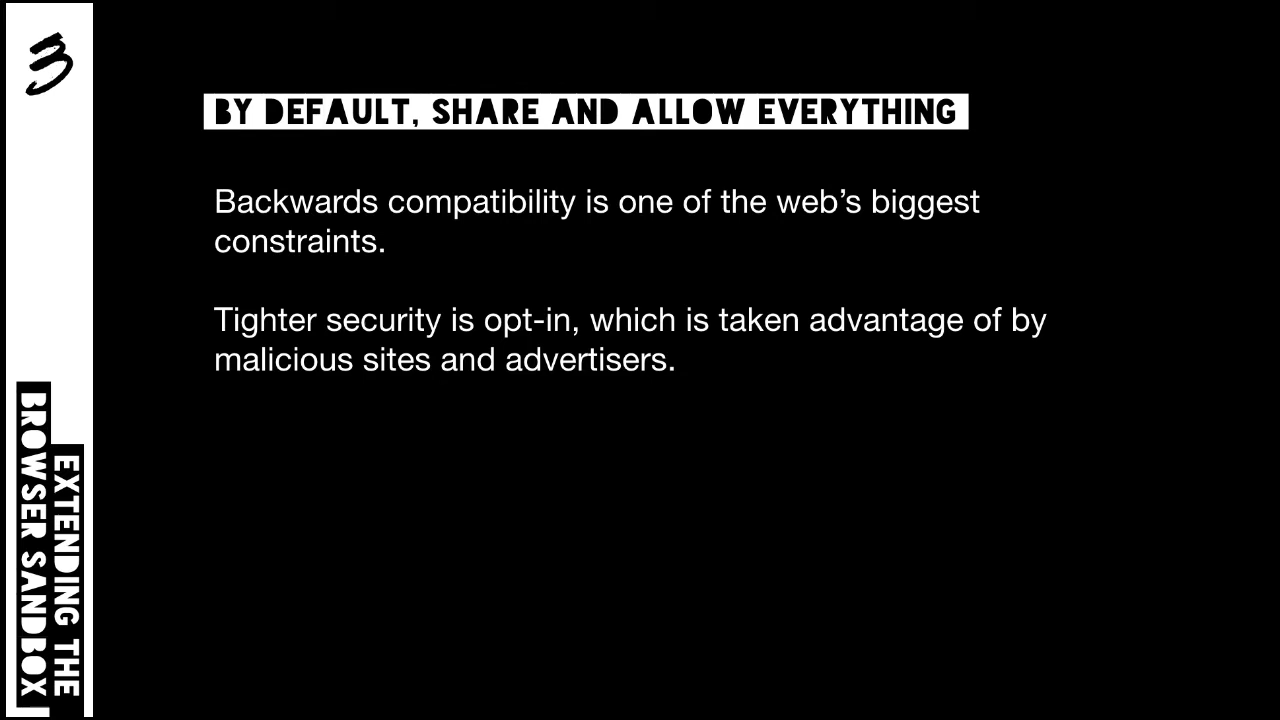 3
BY DEFAULT, SHARE AND ALLOW EVERYTHING
Backwards compatibility is one of the web’s biggest
constraints.
Tighter security is opt-in, which is taken advantage of by
malicious sites and advertisers.
EXTENDING THE
BROWSER SANDBOX